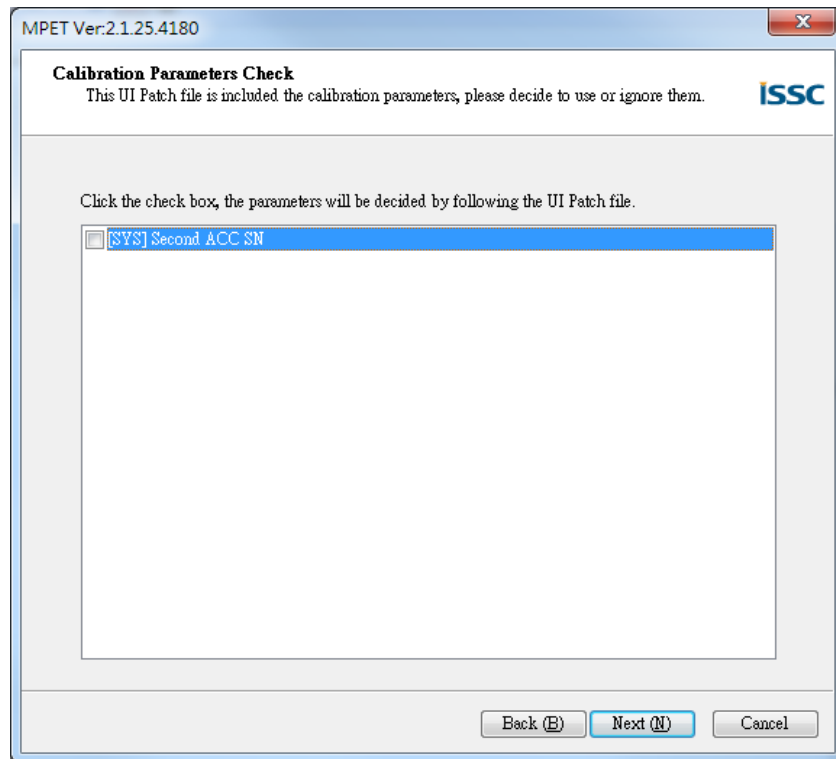 MPET Ver:2.1.25.4180
Calibration Parameters Check
This UI Patch file is included the calibration parameters, please decide to use or ignore them.
ISSC
Click the check box, the parameters will be decided by following the UI Patch file.
[SYS] Second ACC SN
Back (B)
Next (N)
Cancel